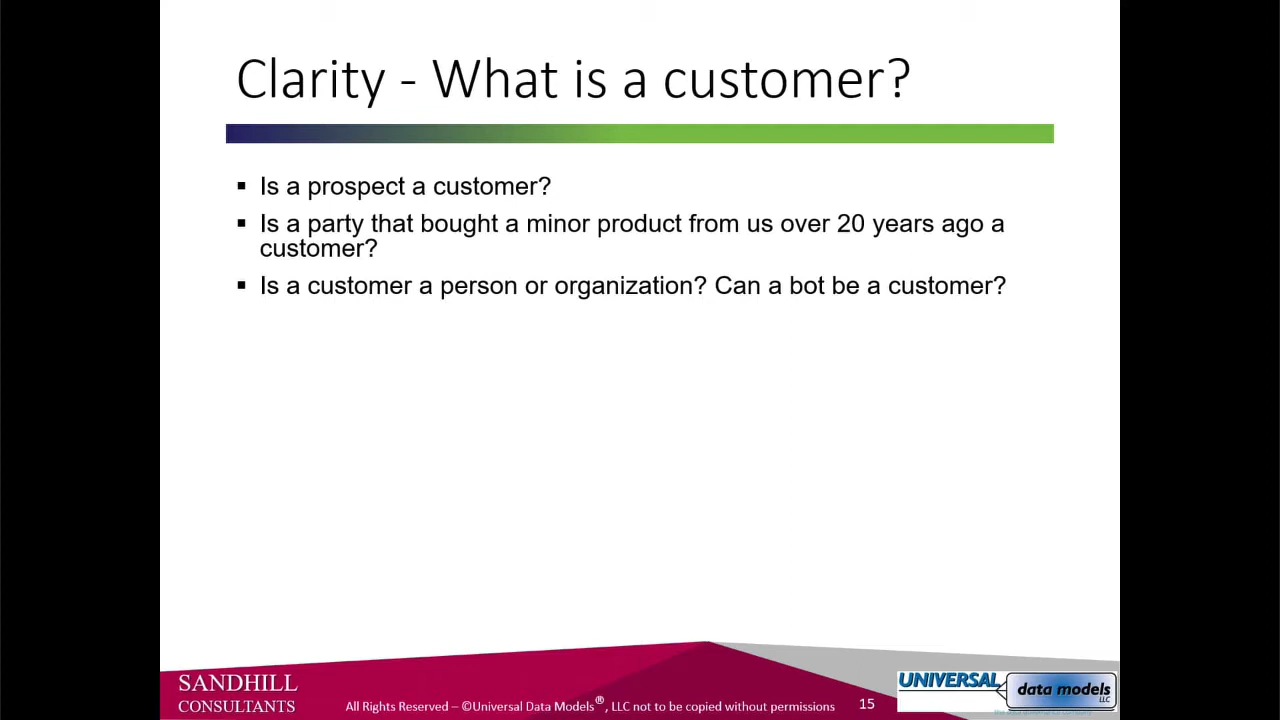 Clarity - What is a customer?
▪ Is a prospect a customer?
▪ Is a party that bought a minor product from us over 20 years ago a
customer?
▪ Is a customer a person or organization? Can a bot be a customer?
SANDHILL
CONSULTANTS
All Rights Reserved – ©Universal Data Models®, LLC not to be copied without permissions
15
UNIVERSAL
data models
LLC